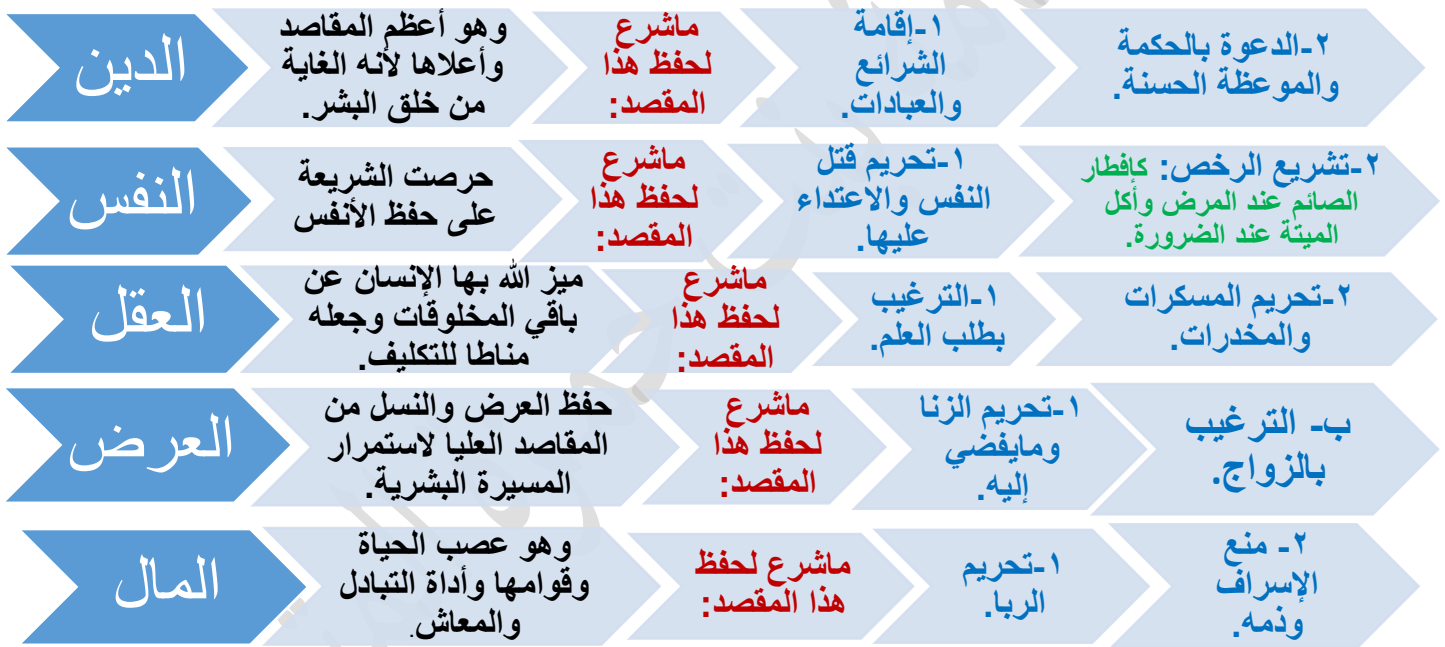 الدين
وهو أعظم المقاصد
وأعلاها لأنه الغاية
من خلق البشر.
ماشرع
لحفظ هذا
المقصد:
١-إقامة
الشرائع
والعبادات.
٢-الدعوة بالحكمة
والموعظة الحسنة.
النفس
حرصت الشريعة
على حفظ الأنفس
ماشرع
لحفظ هذا
المقصد:
١-تحريم قتل
النفس والاعتداء
عليها.
٢-تشريع الرخص: كإفطار
الصائم عند المرض وأكل
الميتة عند الضرورة.
العقل
ميز الله بها الإنسان عن
باقي المخلوقات وجعله
مناطا للتكليف.
ماشرع
لحفظ هذا
المقصد:
١-الترغيب
بطلب العلم.
٢-تحريم المسكرات
والمخدرات.
العرض
حفظ العرض والنسل من
المقاصد العليا لاستمرار
المسيرة البشرية.
ماشرع
لحفظ هذا
المقصد:
١-تحريم الزنا
ومايفضي
إليه.
ب- الترغيب
بالزواج.
المال
وهو عصب الحياة
وقوامها وأداة التبادل
والمعاش.
ماشرع لحفظ
هذا المقصد:
١-تحريم
الربا.
٢- منع
الإسراف
وذمه.